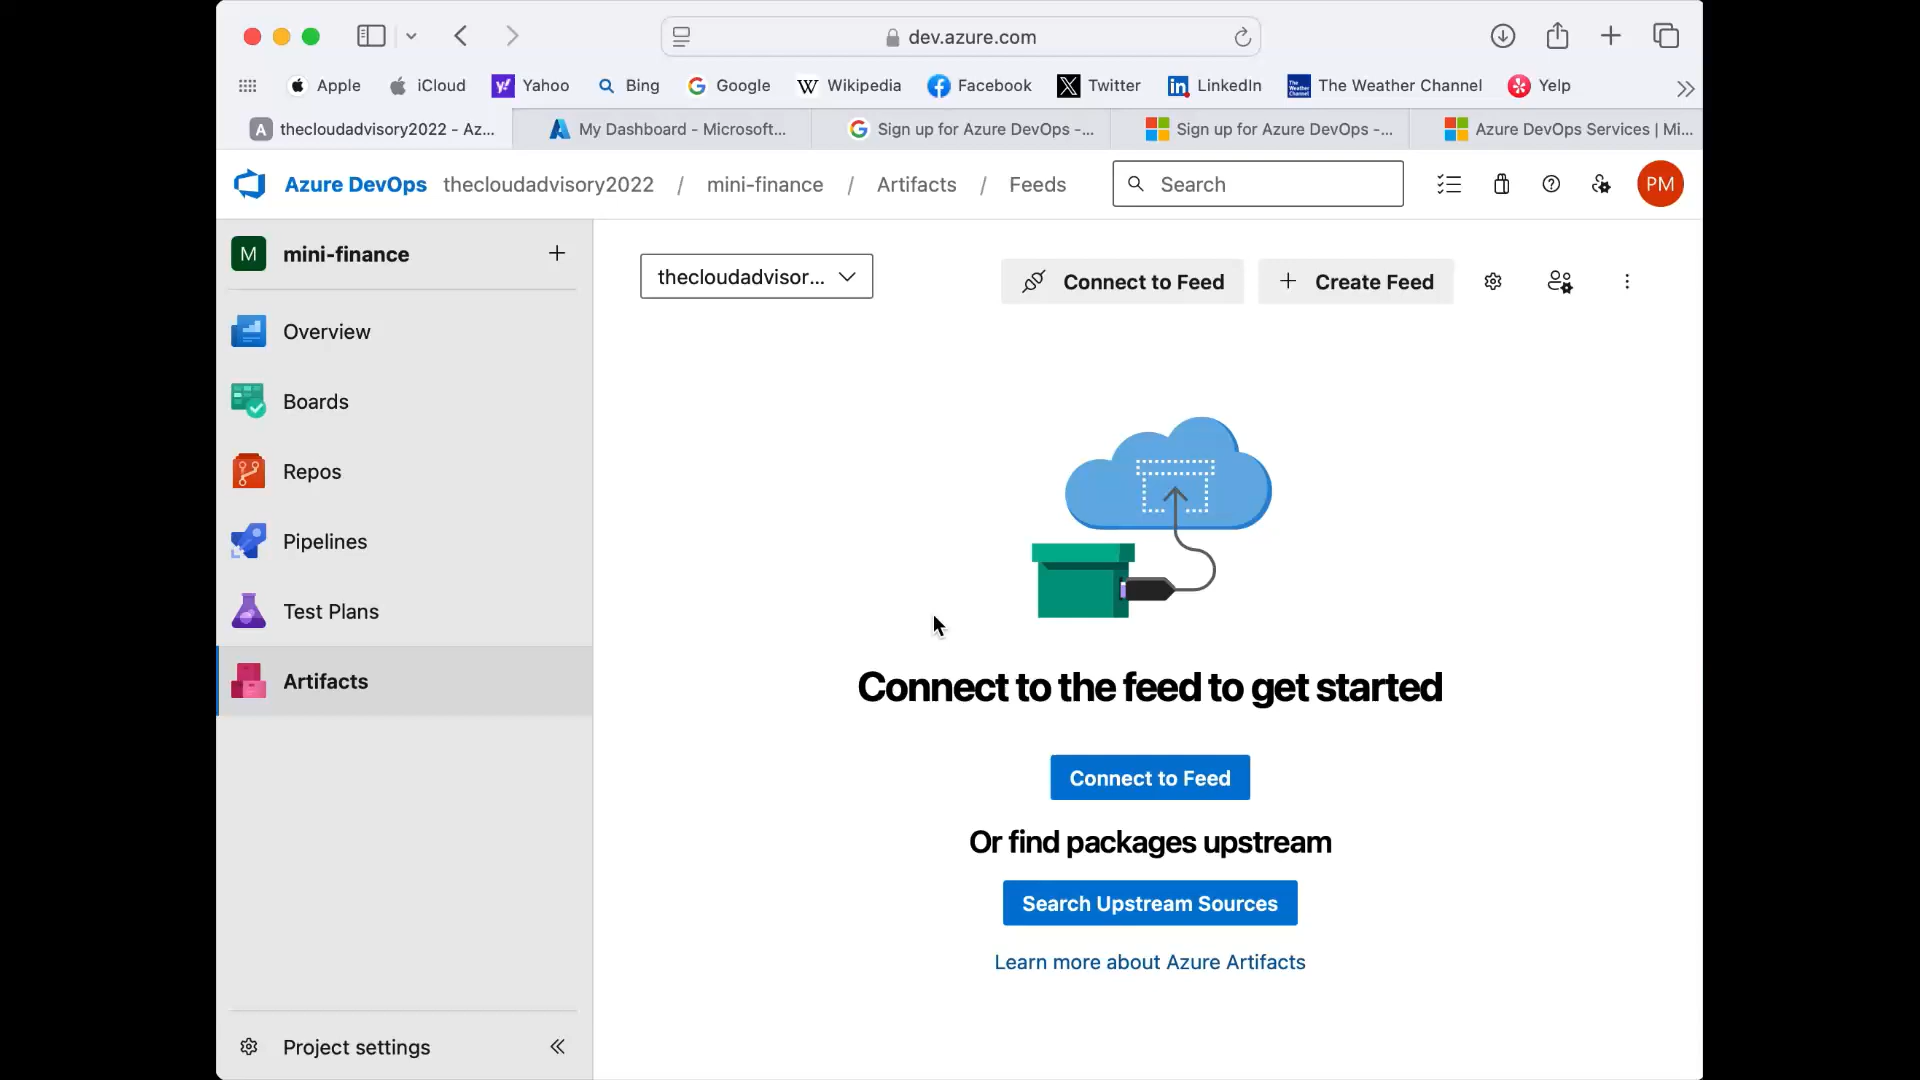 dev.azure.com
Apple iCloud Yahoo Bing Google Wikipedia Facebook Twitter LinkedIn The Weather Channel Yelp
A thecloudadvisory2022 - Az... My Dashboard - Microsoft... Sign up for Azure DevOps -... Sign up for Azure DevOps -... Azure DevOps Services | Mi...
Azure DevOps thecloudadvisory2022 / mini-finance / Artifacts / Feeds Search PM
M mini-finance
thecloudadvisor... Connect to Feed Create Feed
Overview
Boards
Repos
Pipelines
Test Plans
Artifacts
Connect to the feed to get started
Connect to Feed
Or find packages upstream
Search Upstream Sources
Learn more about Azure Artifacts
Project settings